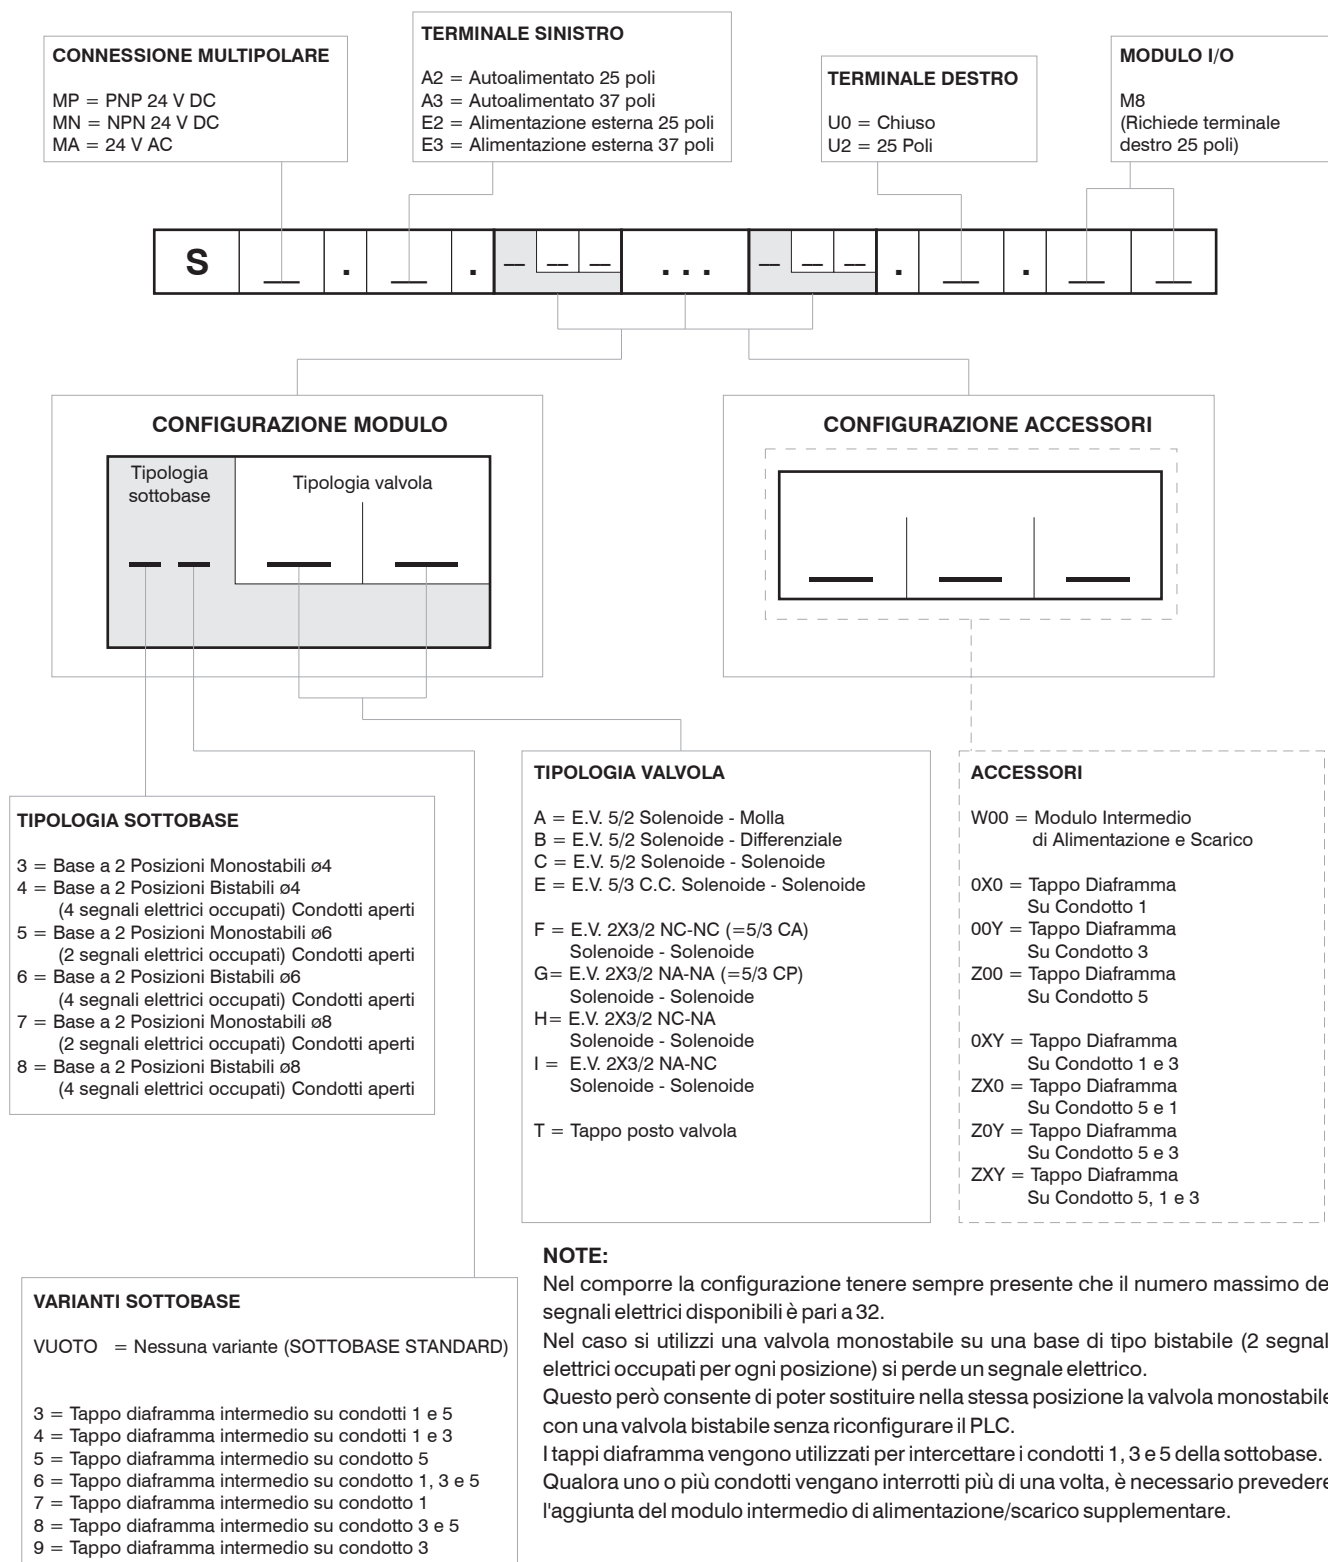 CONNESSIONE MULTIPOLARE
MP = PNP 24 V DC
MN = NPN 24 V DC
MA = 24 V AC
TERMINALE SINISTRO
A2 = Autoalimentato 25 poli
A3 = Autoalimentato 37 poli
E2 = Alimentazione esterna 25 poli
E3 = Alimentazione esterna 37 poli
TERMINALE DESTRO
U0 = Chiuso
U2 = 25 Poli
MODULO I/O
M8
(Richiede terminale
destro 25 poli)
S __ . __ . __ __ __ . . . __ __ __ . __ . __ __
CONFIGURAZIONE MODULO
Tipologia
sottobase
Tipologia valvola
CONFIGURAZIONE ACCESSORI
TIPOLOGIA SOTTOBASE
3 = Base a 2 Posizioni Monostabili ø4
4 = Base a 2 Posizioni Bistabili ø4
(4 segnali elettrici occupati) Condotti aperti
5 = Base a 2 Posizioni Monostabili ø6
(2 segnali elettrici occupati) Condotti aperti
6 = Base a 2 Posizioni Bistabili ø6
(4 segnali elettrici occupati) Condotti aperti
7 = Base a 2 Posizioni Monostabili ø8
(2 segnali elettrici occupati) Condotti aperti
8 = Base a 2 Posizioni Bistabili ø8
(4 segnali elettrici occupati) Condotti aperti
TIPOLOGIA VALVOLA
A = E.V. 5/2 Solenoide - Molla
B = E.V. 5/2 Solenoide - Differenziale
C = E.V. 5/2 Solenoide - Solenoide
E = E.V. 5/3 C.C. Solenoide - Solenoide
F = E.V. 2X3/2 NC-NC (=5/3 CA)
Solenoide - Solenoide
G= E.V. 2X3/2 NA-NA (=5/3 CP)
Solenoide - Solenoide
H= E.V. 2X3/2 NC-NA
Solenoide - Solenoide
I = E.V. 2X3/2 NA-NC
Solenoide - Solenoide
T = Tappo posto valvola
ACCESSORI
W00 = Modulo Intermedio
di Alimentazione e Scarico
0X0 = Tappo Diaframma
Su Condotto 1
00Y = Tappo Diaframma
Su Condotto 3
Z00 = Tappo Diaframma
Su Condotto 5
0XY = Tappo Diaframma
Su Condotto 1 e 3
ZX0 = Tappo Diaframma
Su Condotto 5 e 1
Z0Y = Tappo Diaframma
Su Condotto 5 e 3
ZXY = Tappo Diaframma
Su Condotto 5, 1 e 3
VARIANTI SOTTOBASE
VUOTO = Nessuna variante (SOTTOBASE STANDARD)
3 = Tappo diaframma intermedio su condotti 1 e 5
4 = Tappo diaframma intermedio su condotti 1 e 3
5 = Tappo diaframma intermedio su condotto 5
6 = Tappo diaframma intermedio su condotto 1, 3 e 5
7 = Tappo diaframma intermedio su condotto 1
8 = Tappo diaframma intermedio su condotto 3 e 5
9 = Tappo diaframma intermedio su condotto 3
NOTE:
Nel comporre la configurazione tenere sempre presente che il numero massimo de
segnali elettrici disponibili è pari a 32.
Nel caso si utilizzi una valvola monostabile su una base di tipo bistabile (2 segnal
elettrici occupati per ogni posizione) si perde un segnale elettrico.
Questo però consente di poter sostituire nella stessa posizione la valvola monostabile
con una valvola bistabile senza riconfigurare il PLC.
I tappi diaframma vengono utilizzati per intercettare i condotti 1, 3 e 5 della sottobase.
Qualora uno o più condotti vengano interrotti più di una volta, è necessario prevedere
l'aggiunta del modulo intermedio di alimentazione/scarico supplementare.